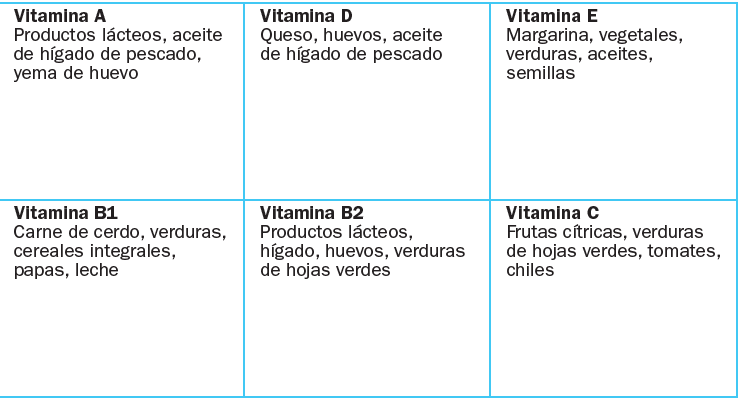 Vitamina A
Productos lácteos, aceite
de hígado de pescado,
yema de huevo
Vitamina D
Queso, huevos, aceite
de hígado de pescado
Vitamina E
Margarina, vegetales,
verduras, aceites,
semillas
Vitamina B1
Carne de cerdo, verduras,
cereales integrales,
papas, leche
Vitamina B2
Productos lácteos,
hígado, huevos, verduras
de hojas verdes
Vitamina C
Frutas cítricas, verduras
de hojas verdes, tomates,
chiles